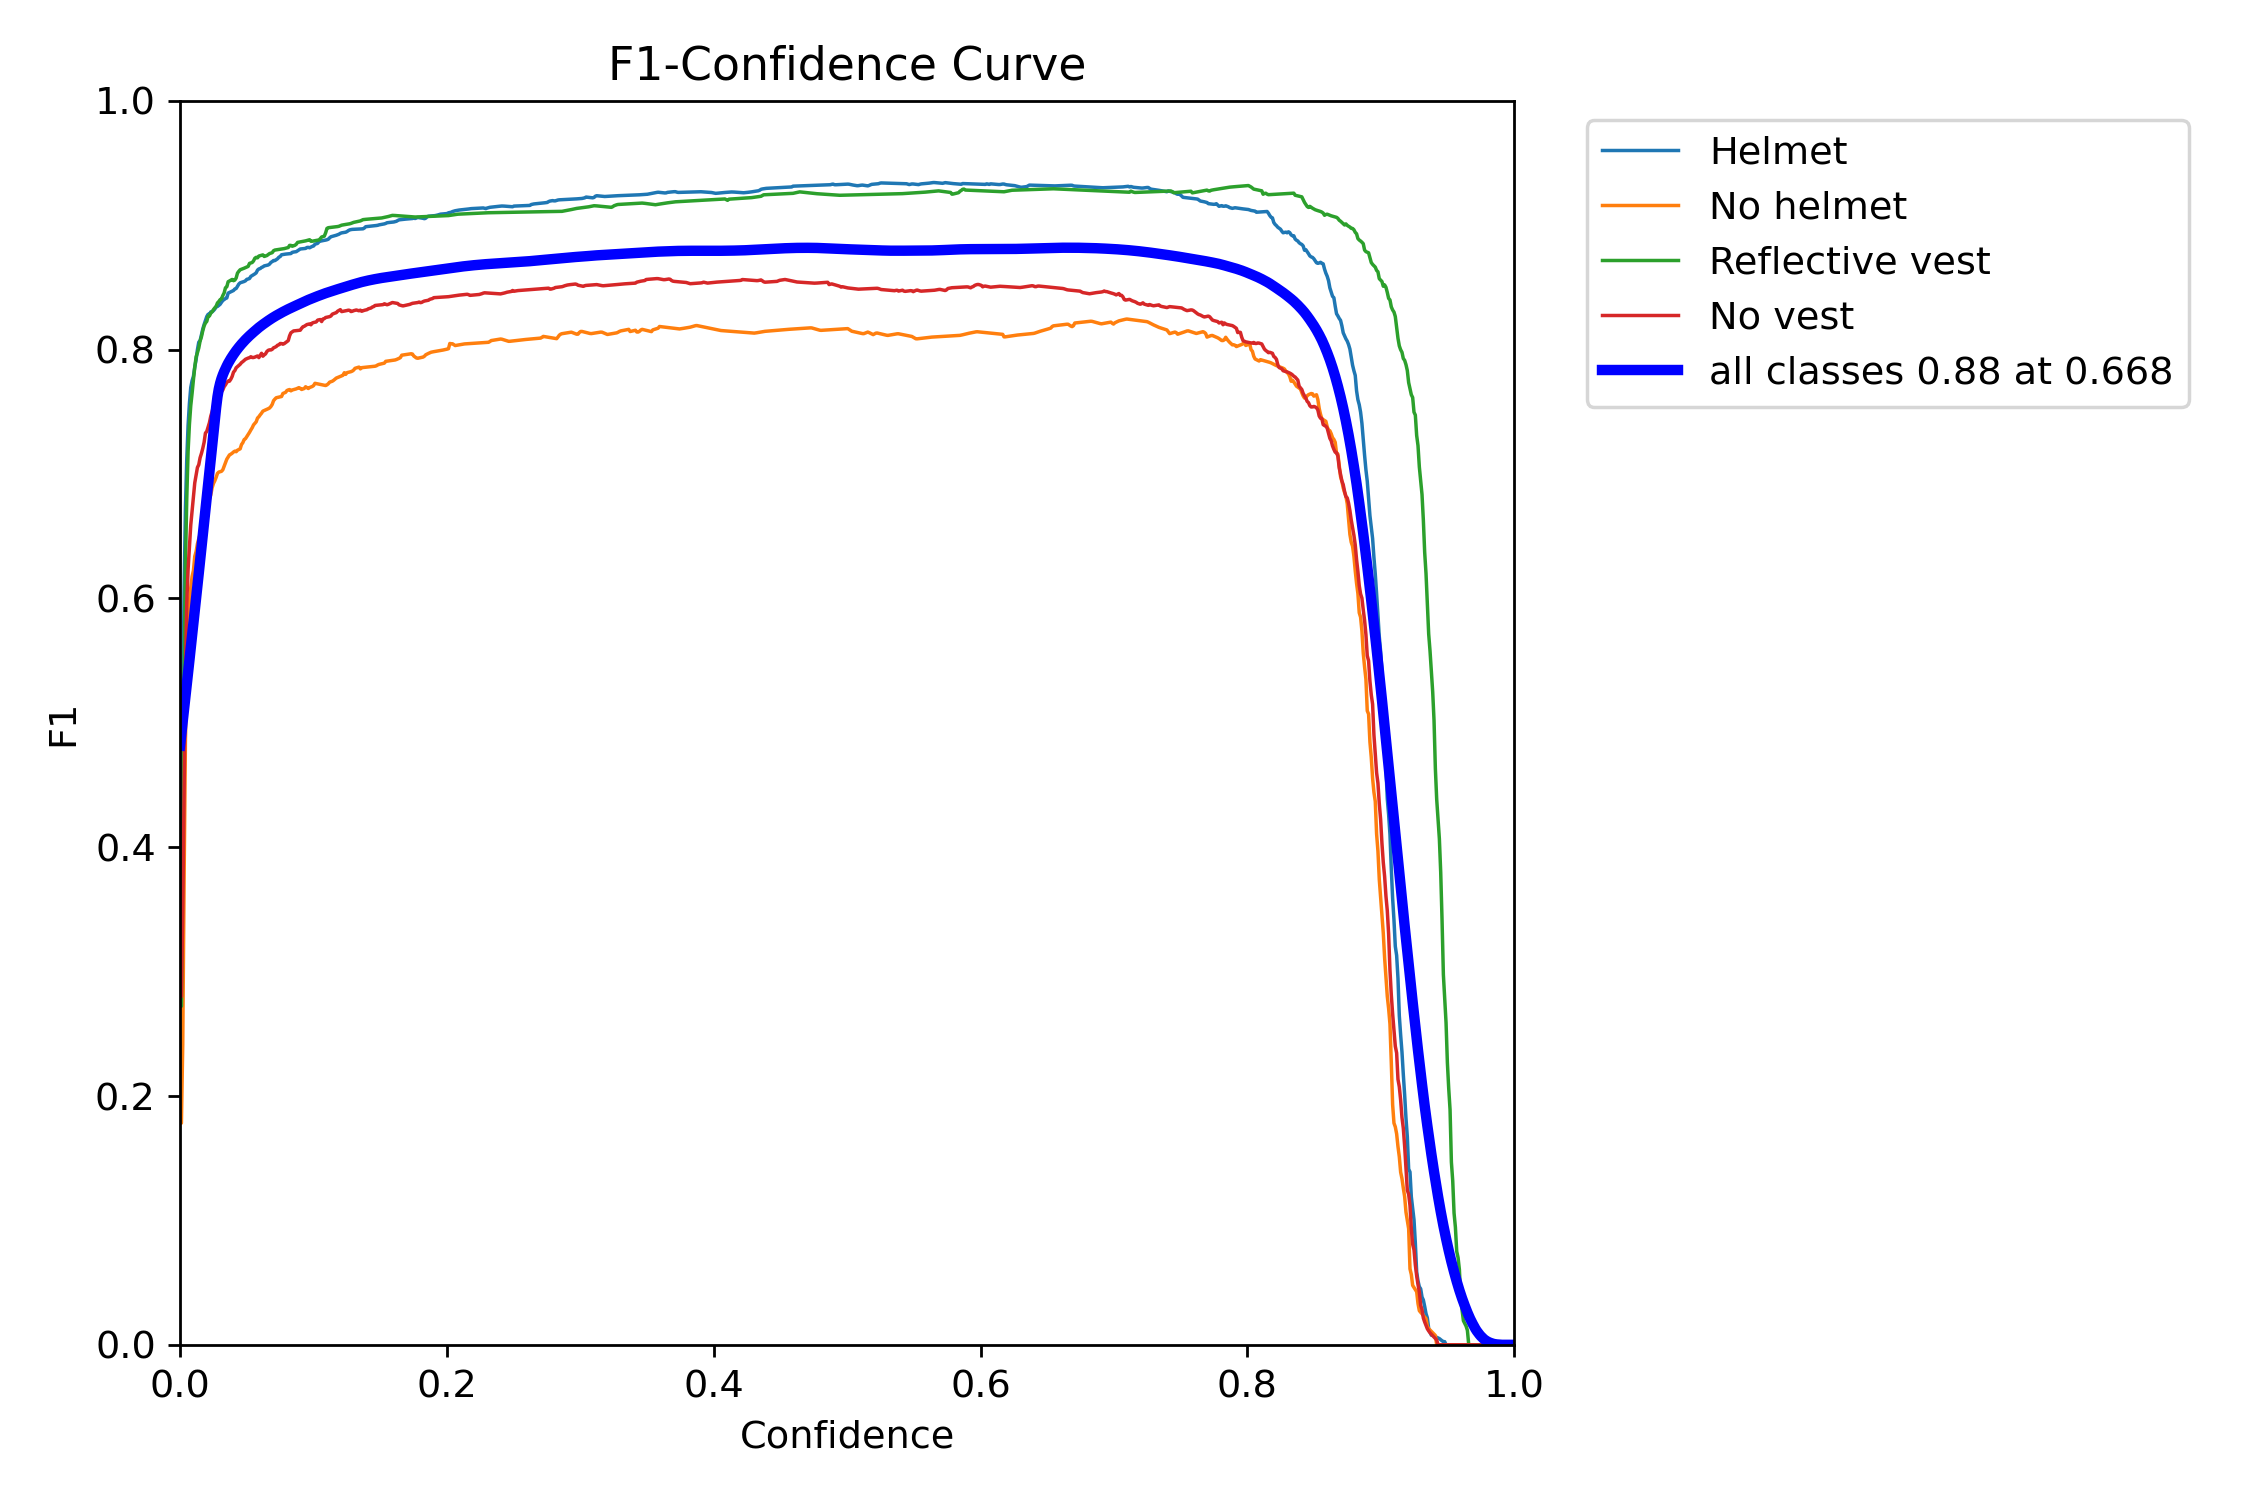 F1-Confidence Curve
1.0
0.8
0.6
0.4
0.2
0.0
F1
0.0 0.2 0.4 0.6 0.8 1.0
Confidence
Helmet
No helmet
Reflective vest
No vest
all classes 0.88 at 0.668